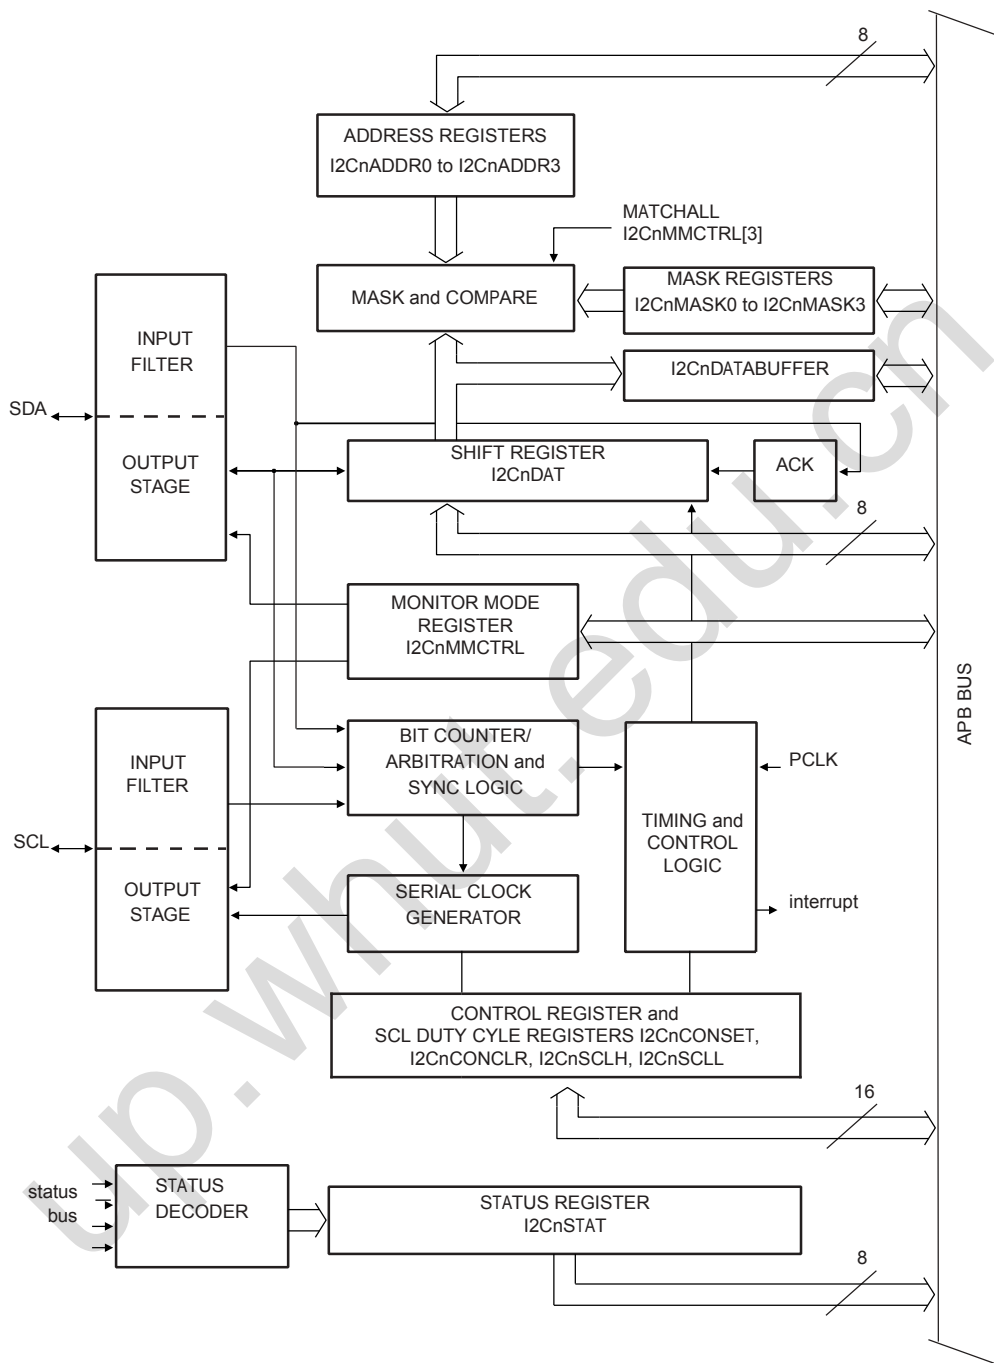 8
ADDRESS REGISTERS
I2CnADDR0 to I2CnADDR3
MATCHALL
I2CnMMCTRL[3]
MASK and COMPARE
MASK REGISTERS
I2CnMASK0 to I2CnMASK3
I2CnDATABUFFER
INPUT
FILTER
SDA
OUTPUT
STAGE
SHIFT REGISTER
I2CnDAT
ACK
8
MONITOR MODE
REGISTER
I2CnMMCTRL
APB BUS
INPUT
FILTER
SCL
OUTPUT
STAGE
BIT COUNTER/
ARBITRATION and
SYNC LOGIC
PCLK
TIMING and
CONTROL
LOGIC
SERIAL CLOCK
GENERATOR
interrupt
CONTROL REGISTER and
SCL DUTY CYLE REGISTERS I2CnCONSET,
I2CnCONCLR, I2CnSCLH, I2CnSCLL
16
status
bus
STATUS
DECODER
STATUS REGISTER
I2CnSTAT
8
up.whut.edu.cn